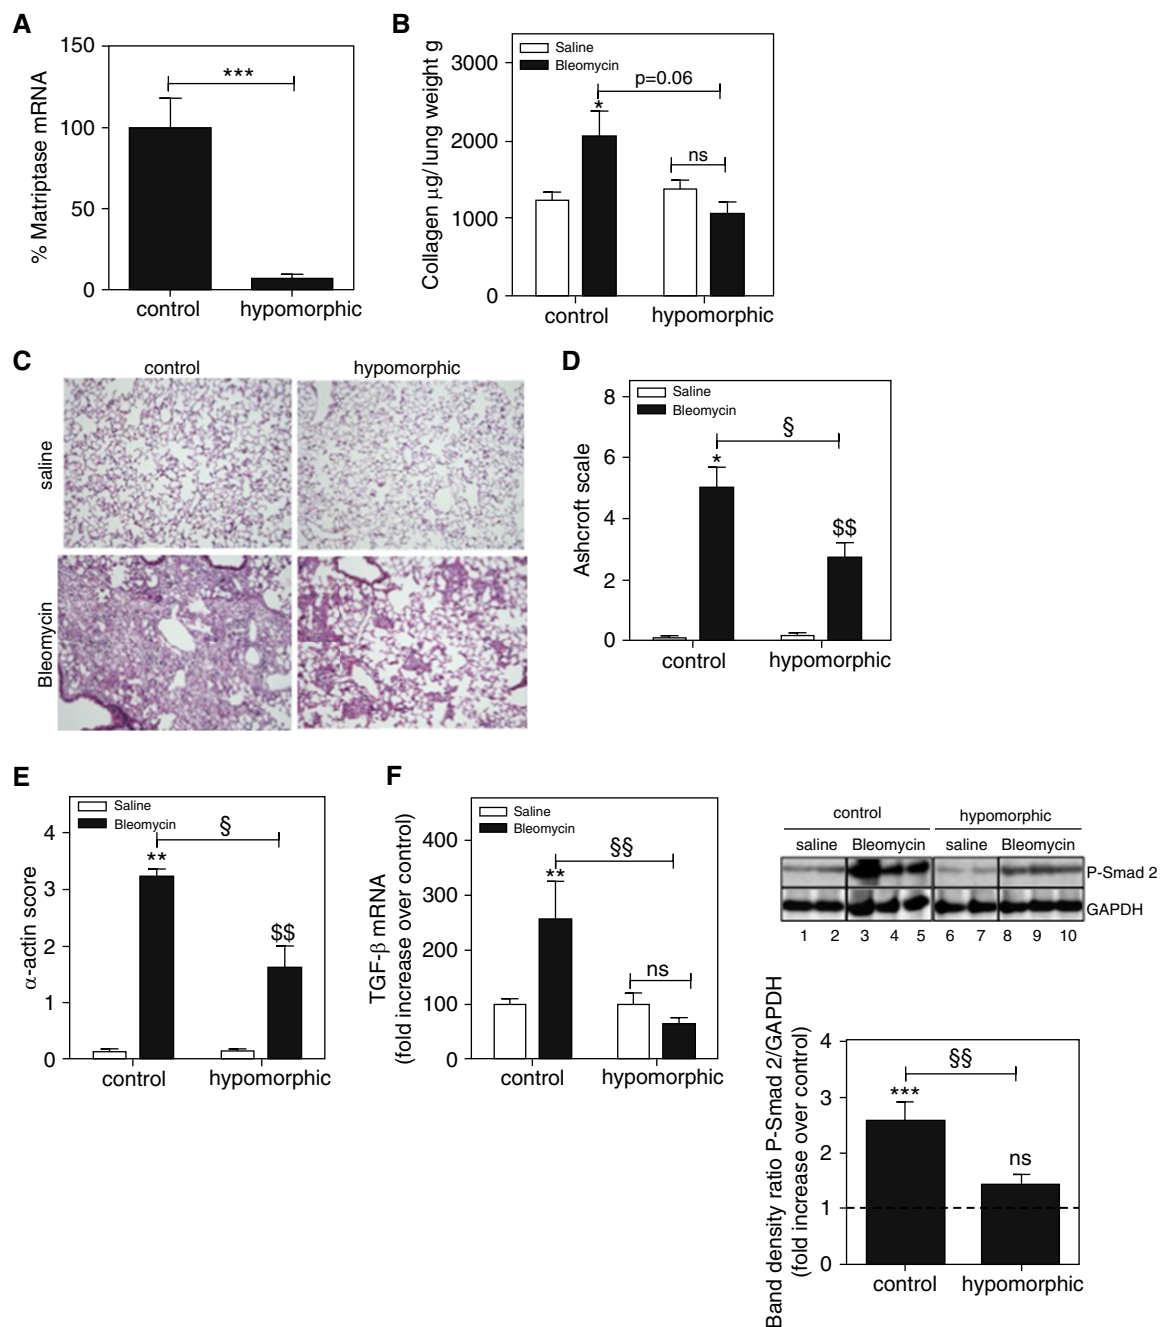 A
% Matriptase mRNA
150
100
50
0
***
control
hypomorphic
B
Collagen µg/lung weight g
3000
2000
1000
0
Saline
Bleomycin
p=0.06
*
ns
control
hypomorphic
C
control
hypomorphic
saline
Bleomycin
D
Ashcroft scale
8
6
4
2
0
Saline
Bleomycin
§
*
$$
control
hypomorphic
E
α-actin score
4
3
2
1
0
Saline
Bleomycin
§
**
$$
control
hypomorphic
F
TGF-β mRNA
(fold increase over control)
400
300
200
100
0
Saline
Bleomycin
§§
**
ns
control
hypomorphic
control hypomorphic
saline Bleomycin saline Bleomycin
P-Smad 2
GAPDH
1 2 3 4 5 6 7 8 9 10
Band density ratio P-Smad 2/GAPDH
(fold increase over control)
4
3
2
1
0
§§
***
ns
control
hypomorphic